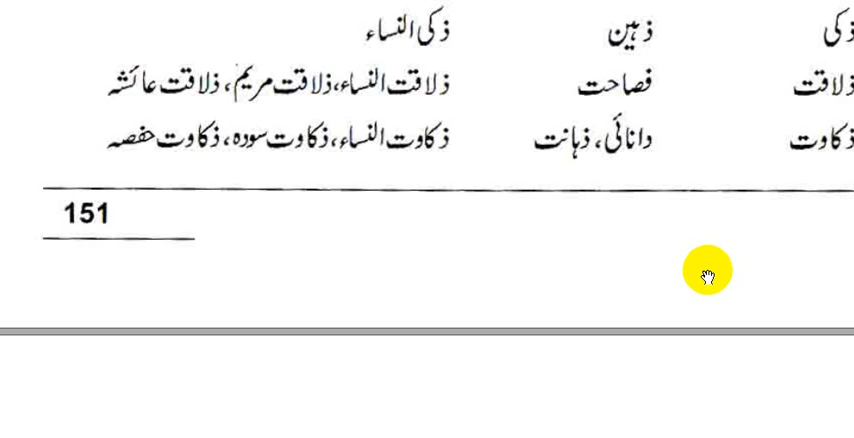 ذکی ذہین ذکی النساء
ذلاقت فصاحت ذلاقت النساء، ذلاقت مریم، ذلاقت عائشہ
ذکاوت دانائی، ذہانت ذکاوت النساء، ذکاوت سودہ، ذکاوت حفصہ
151